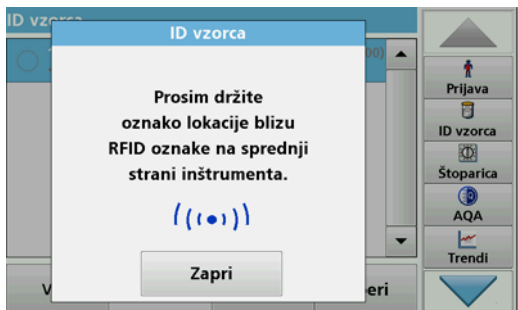 ID vzorca
Prosim držite
oznako lokacije blizu
RFID oznake na sprednji
strani inštrumenta.
Zapri
Prijava
ID vzorca
Štoparica
AQA
Trendi